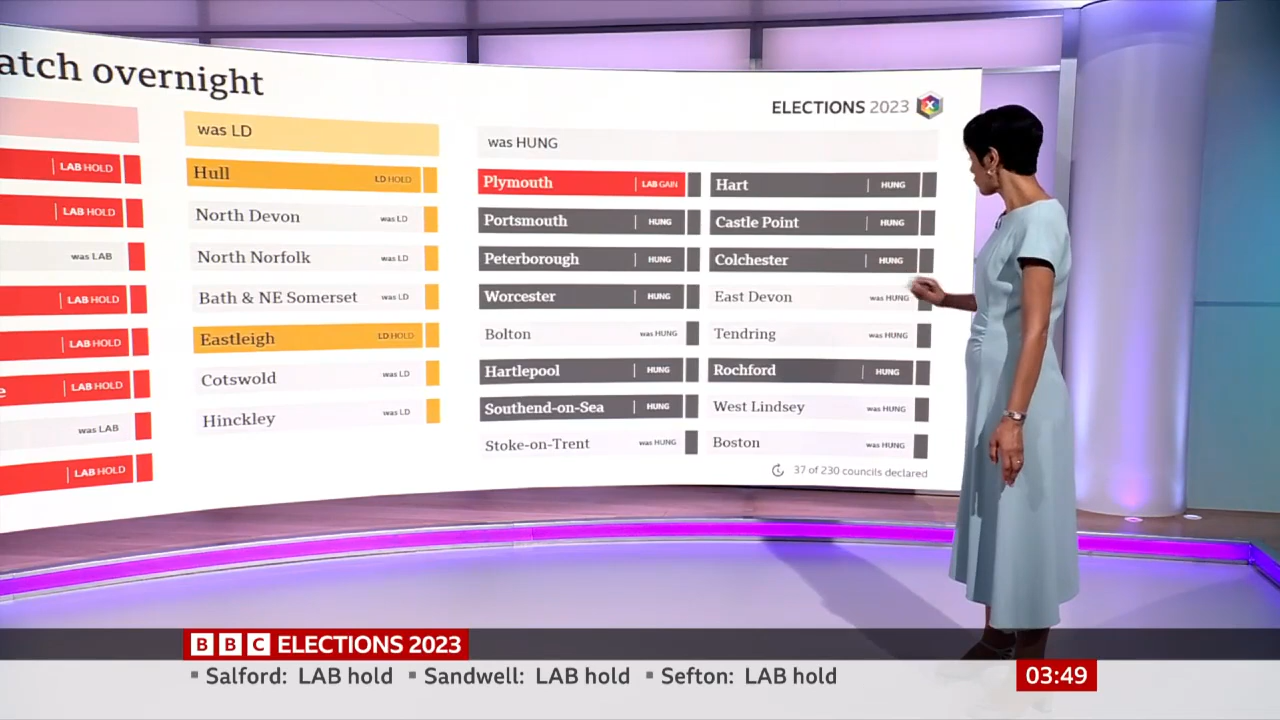 atch overnight
ELECTIONS 2023
LAB HOLD
LAB HOLD
was LAB
LAB HOLD
LAB HOLD
e LAB HOLD
was LAB
LAB HOLD
was LD
Hull LD HOLD
North Devon was LD
North Norfolk was LD
Bath & NE Somerset was LD
Eastleigh LD HOLD
Cotswold was LD
Hinckley was LD
was HUNG
Plymouth LAB GAIN
Portsmouth HUNG
Peterborough HUNG
Worcester HUNG
Bolton was HUNG
Hartlepool HUNG
Southend-on-Sea HUNG
Stoke-on-Trent was HUNG
Hart HUNG
Castle Point HUNG
Colchester HUNG
East Devon was HUNG
Tendring was HUNG
Rochford HUNG
West Lindsey was HUNG
Boston was HUNG
37 of 230 councils declared
BBC ELECTIONS 2023
Salford: LAB hold ▪ Sandwell: LAB hold ▪ Sefton: LAB hold
03:49